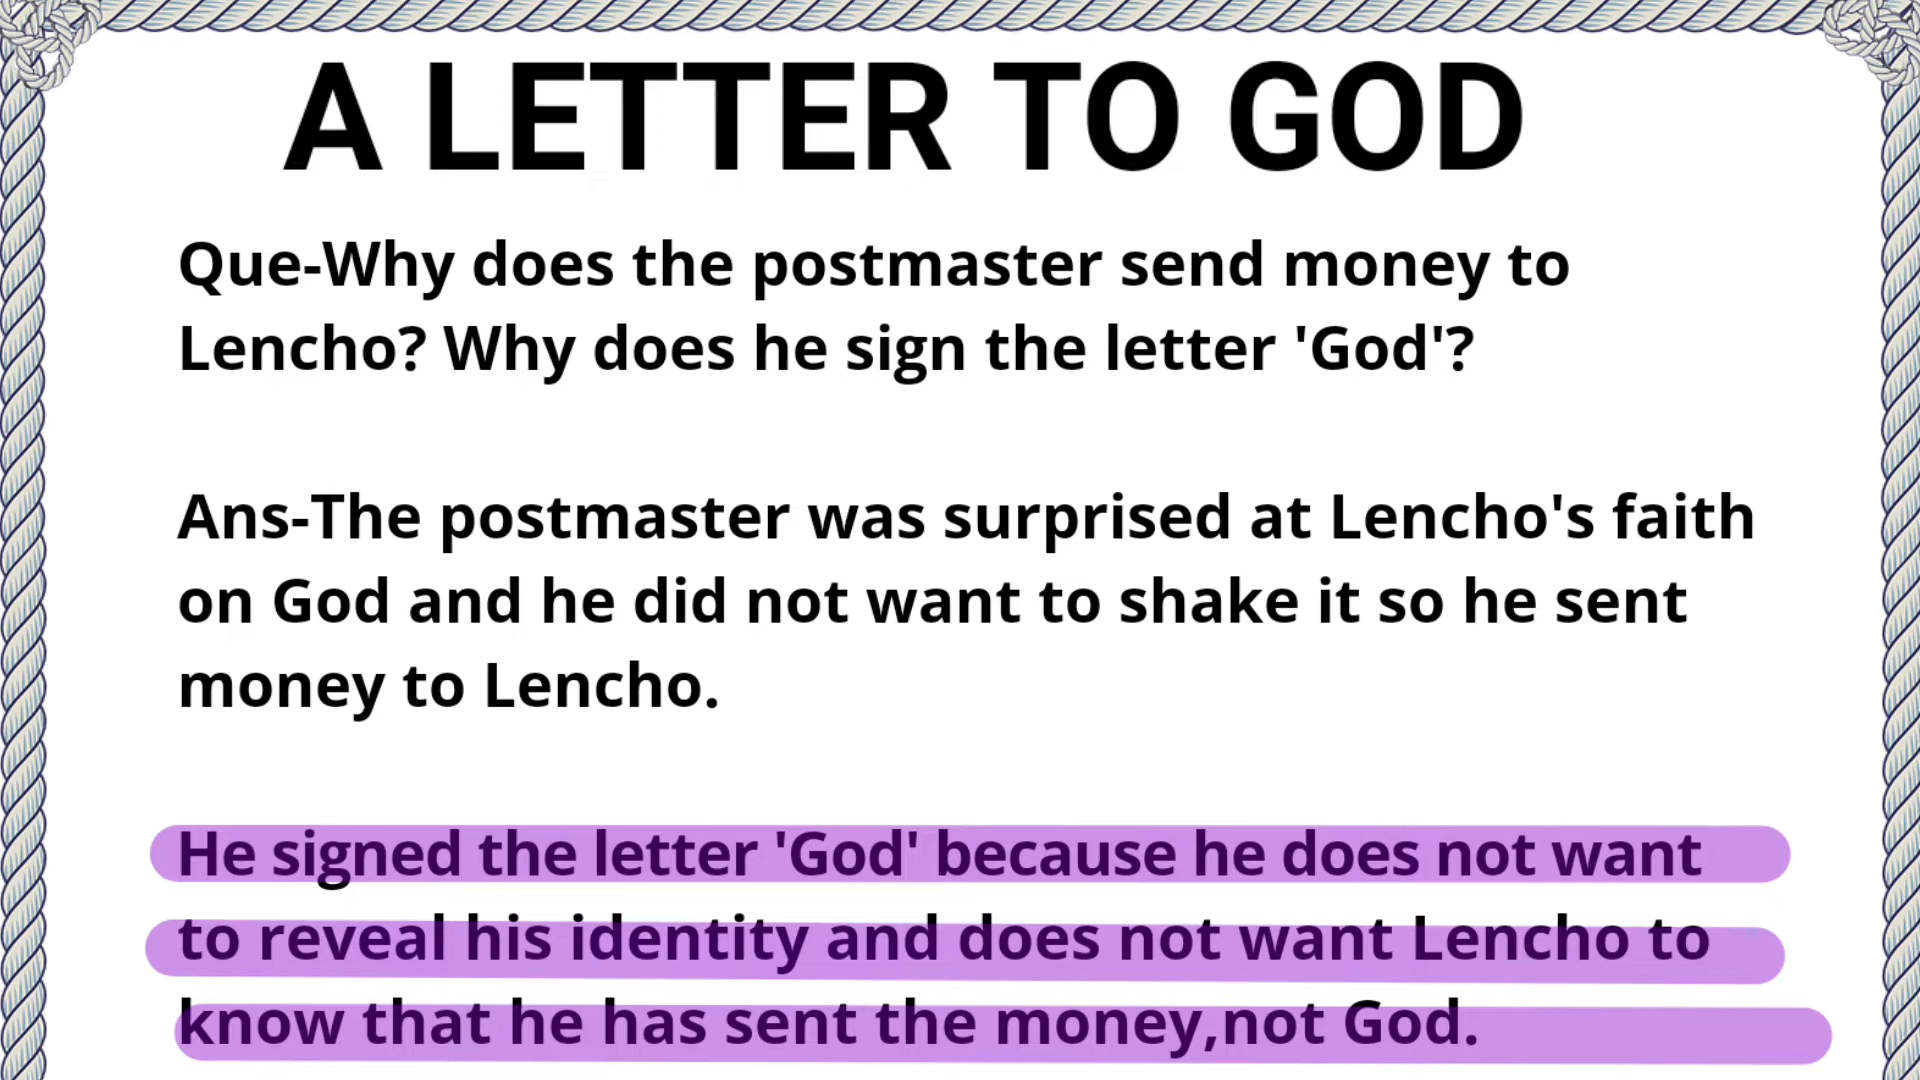 A LETTER TO GOD
Que-Why does the postmaster send money to
Lencho? Why does he sign the letter 'God'?
Ans-The postmaster was surprised at Lencho's faith
on God and he did not want to shake it so he sent
money to Lencho.
He signed the letter 'God' because he does not want
to reveal his identity and does not want Lencho to
know that he has sent the money,not God.